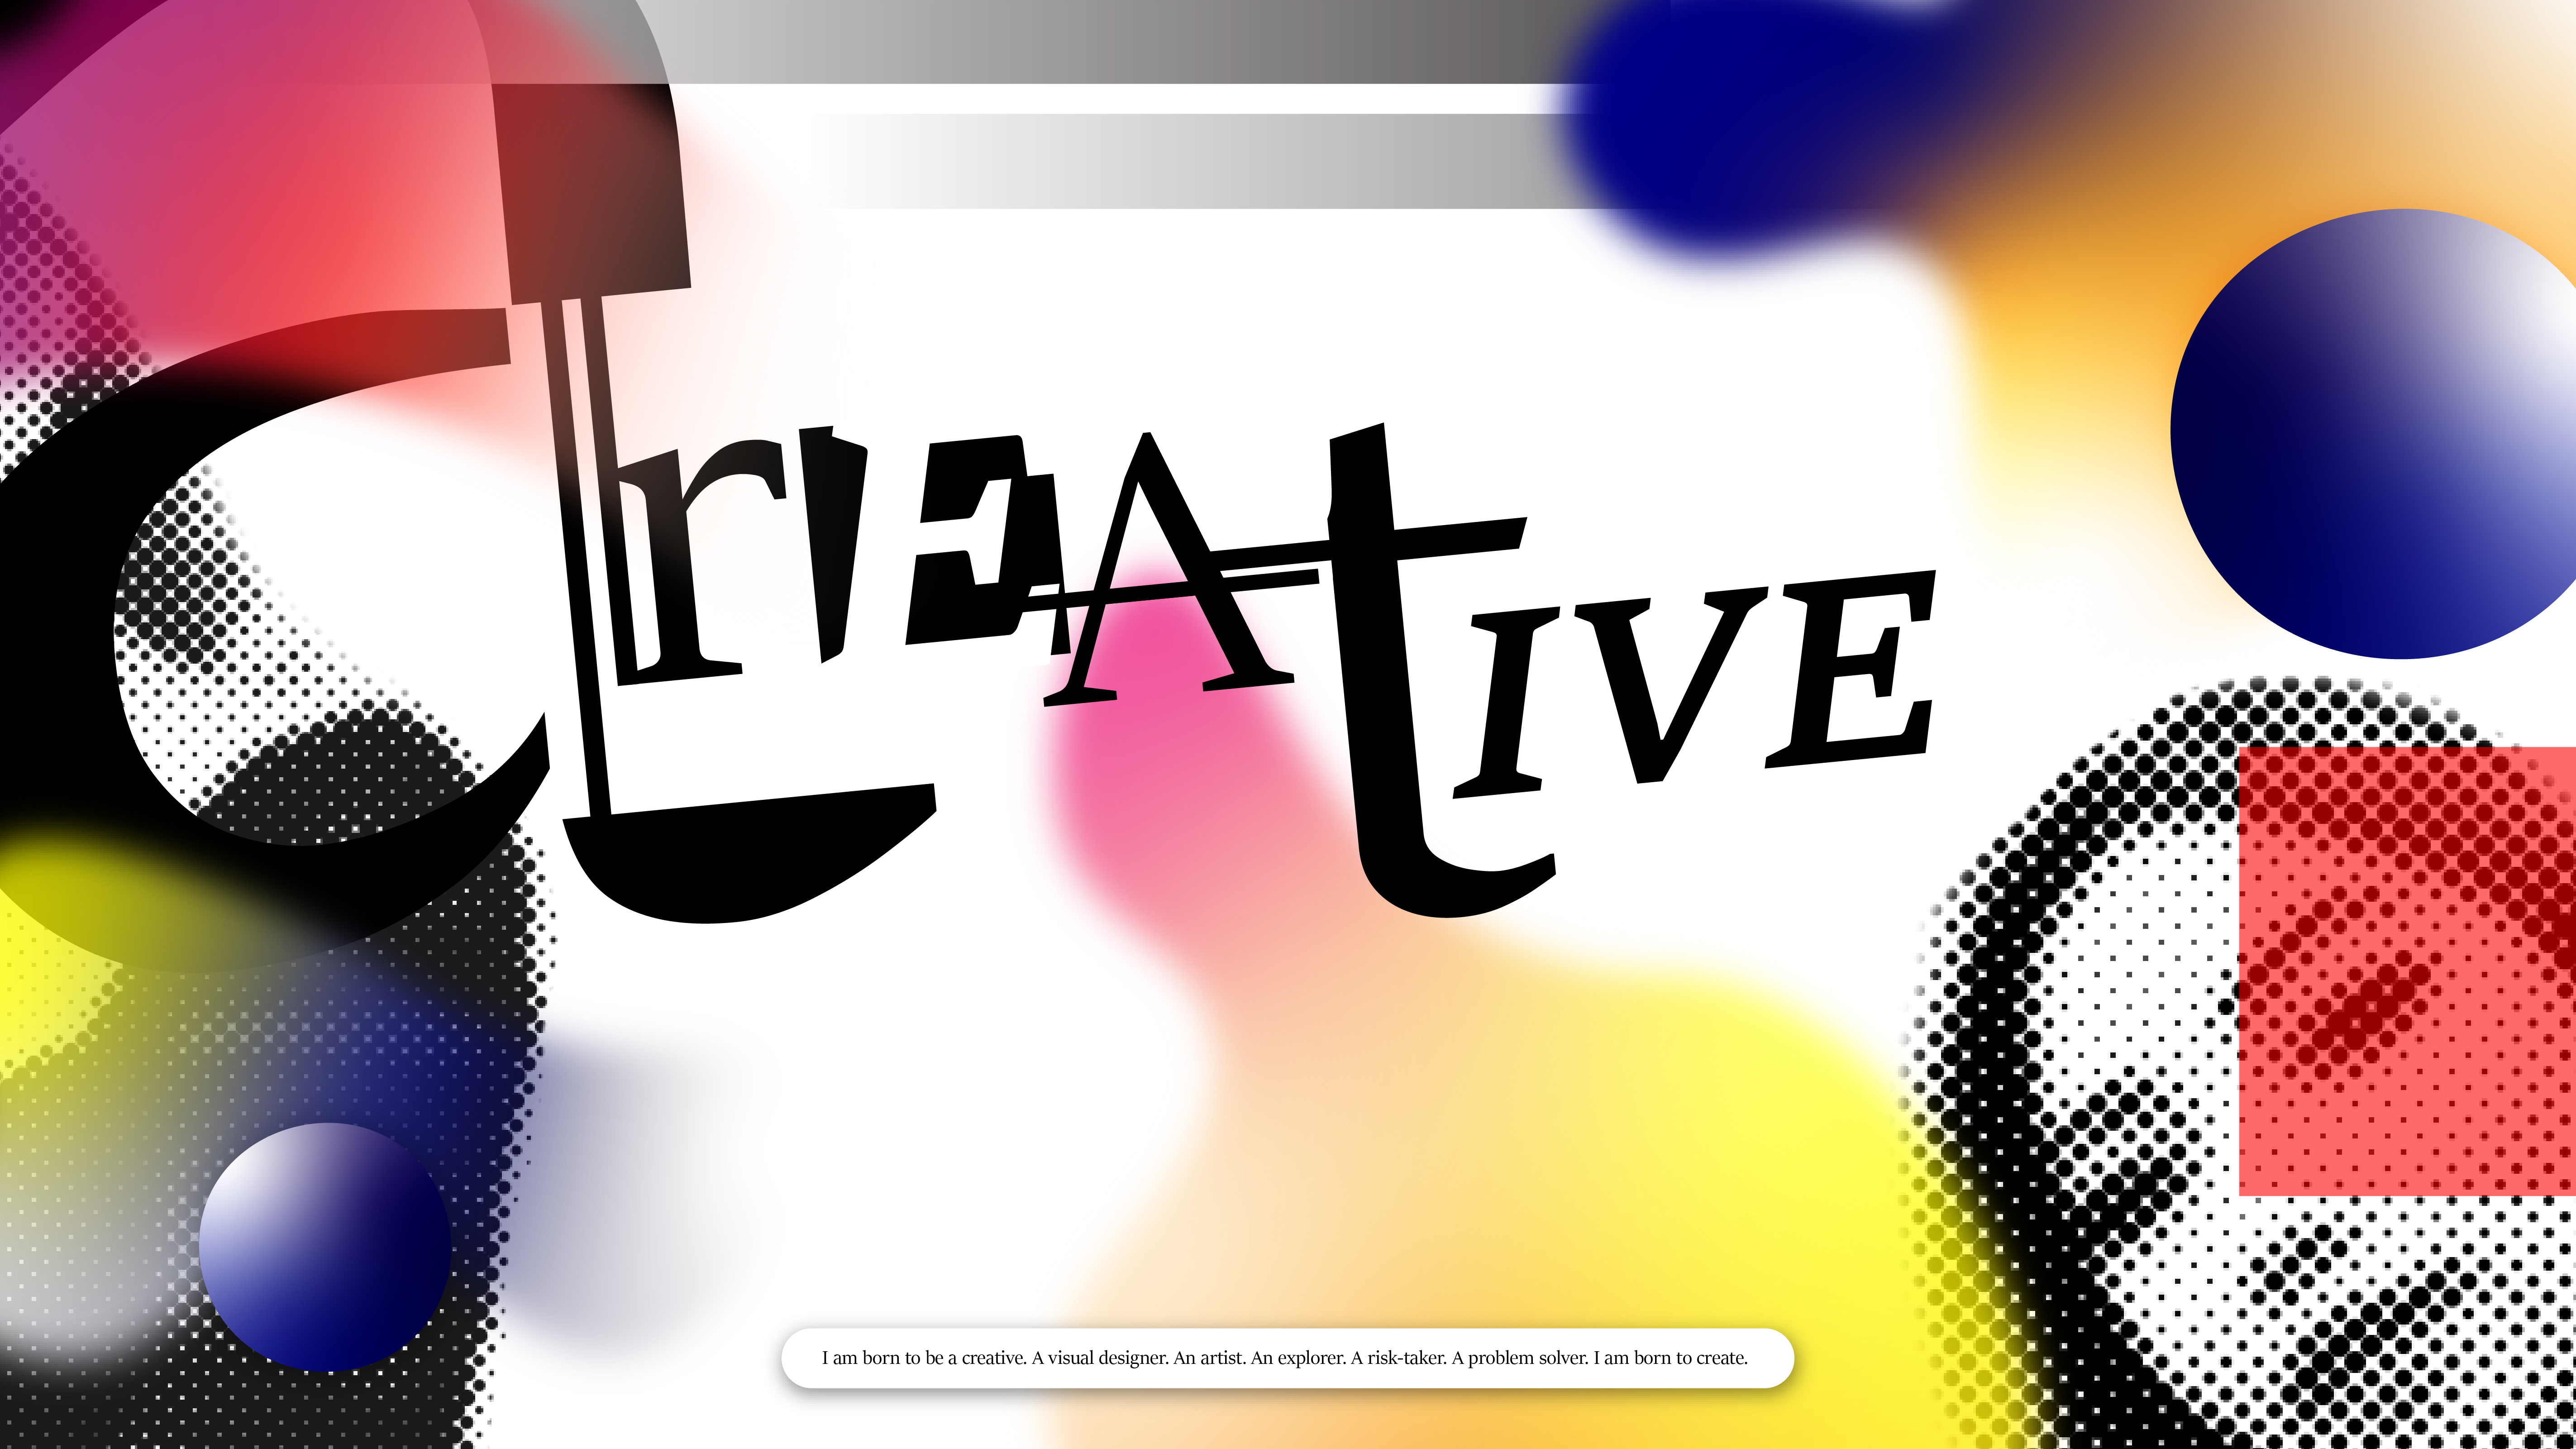 CrEAtIVE
I am born to be a creative. A visual designer. An artist. An explorer. A risk-taker. A problem solver. I am born to create.